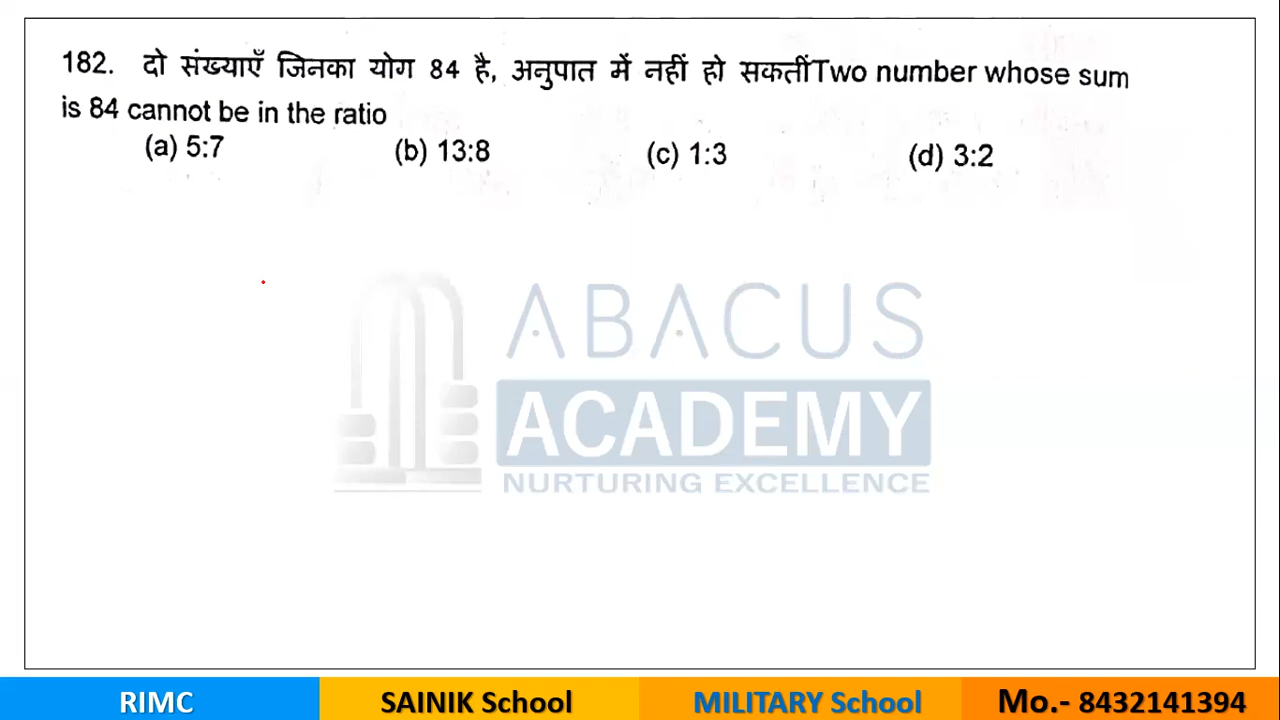 182. दो संख्याएँ जिनका योग 84 है, अनुपात में नहीं हो सकतींTwo number whose sum
is 84 cannot be in the ratio
(a) 5:7 (b) 13:8 (c) 1:3 (d) 3:2
ABACUS
ACADEMY
NURTURING EXCELLENCE
RIMC SAINIK School MILITARY School Mo.- 8432141394